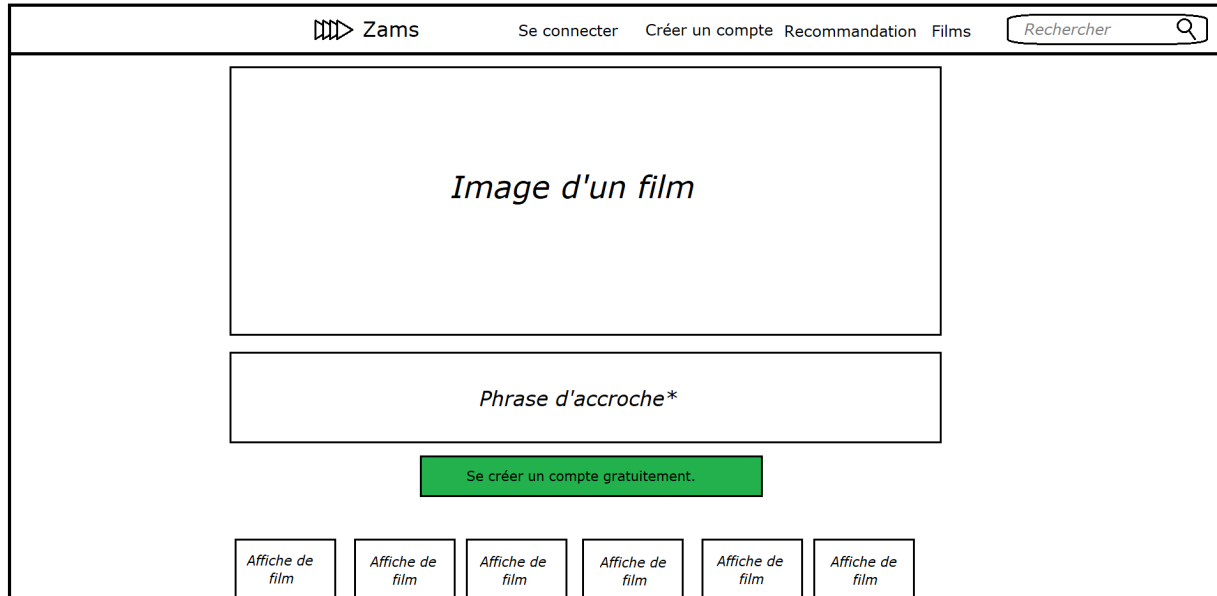 Zams Se connecter Créer un compte Recommandation Films Rechercher
Image d'un film
Phrase d'accroche*
Se créer un compte gratuitement.
Affiche de film
Affiche de film
Affiche de film
Affiche de film
Affiche de film
Affiche de film